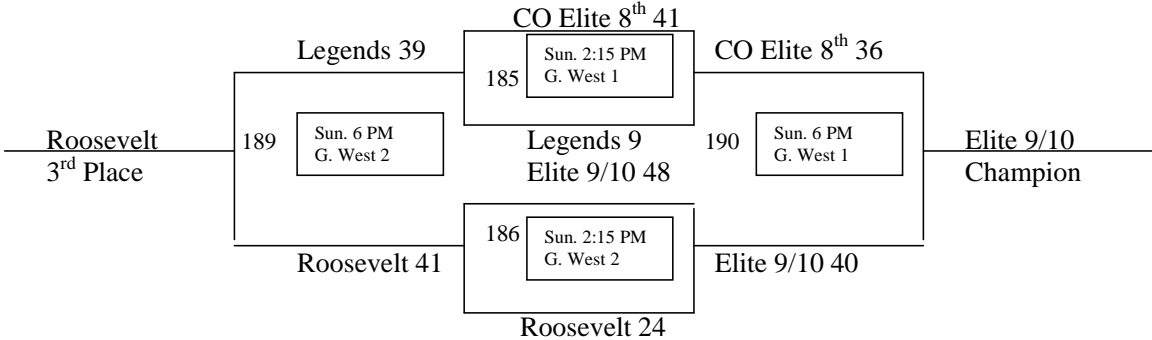 CO Elite 8th 41
Legends 39
Sun. 2:15 PM
G. West 1
CO Elite 8th 36
185
Roosevelt
3rd Place
189
Sun. 6 PM
G. West 2
Legends 9
Elite 9/10 48
190
Sun. 6 PM
G. West 1
Elite 9/10
Champion
186
Sun. 2:15 PM
G. West 2
Roosevelt 41
Elite 9/10 40
Roosevelt 24